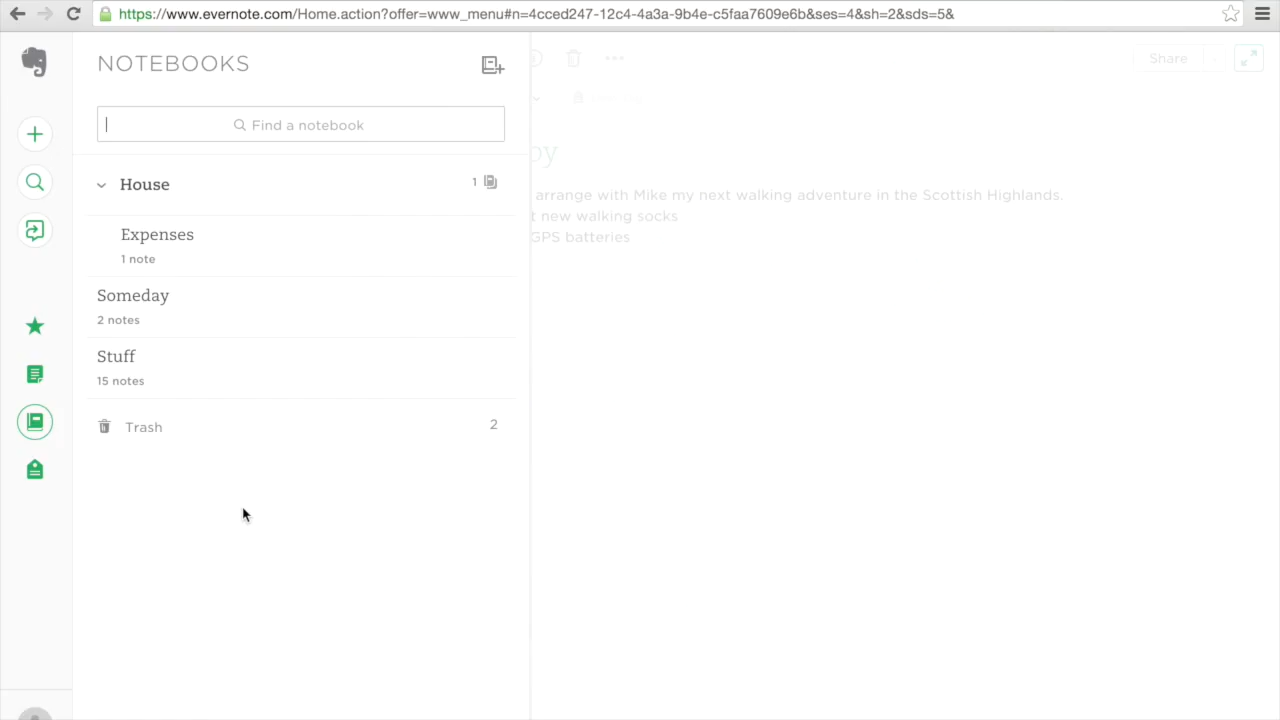 https://www.evernote.com/Home.action?offer=www_menu#n=4cced247-12c4-4a3a-9b4e-c5faa7609e6b&ses=4&sh=2&sds=5&
NOTEBOOKS
Share
Find a notebook
by
House 1
arrange with Mike my next walking adventure in the Scottish Highlands.
t new walking socks
GPS batteries
Expenses
1 note
Someday
2 notes
Stuff
15 notes
Trash 2